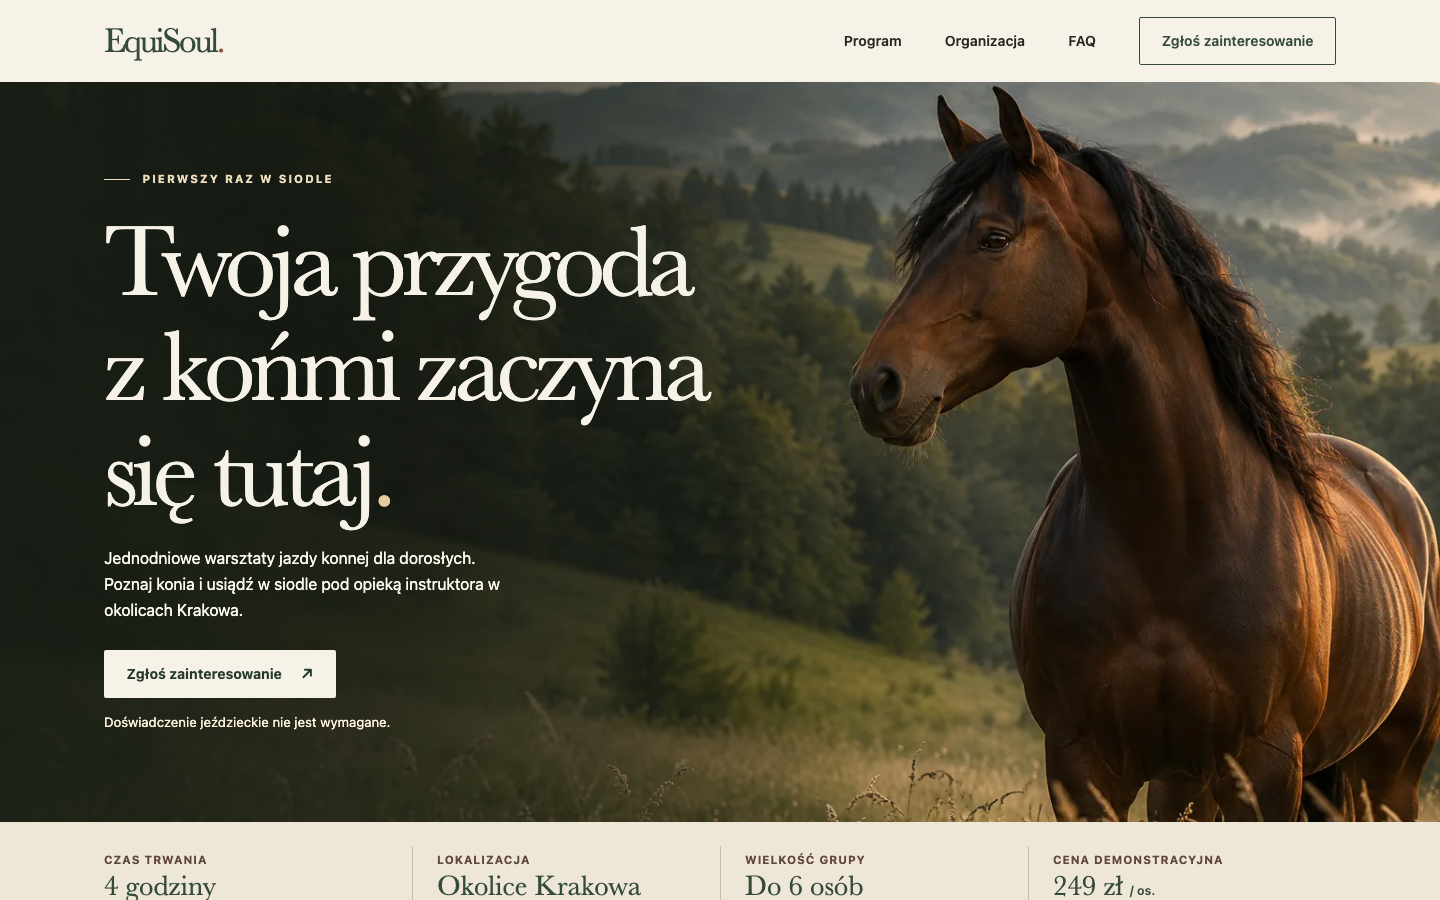 EquiSoul.
Program
Organizacja
FAQ
Zgłoś zainteresowanie
PIERWSZY RAZ W SIODLE
Twoja przygoda
z końmi zaczyna
się tutaj.
Jednodniowe warsztaty jazdy konnej dla dorosłych.
Poznaj konia i usiądź w siodle pod opieką instruktora w
okolicach Krakowa.
Zgłoś zainteresowanie
Doświadczenie jeździeckie nie jest wymagane.
CZAS TRWANIA
4 godziny
LOKALIZACJA
Okolice Krakowa
WIELKOŚĆ GRUPY
Do 6 osób
CENA DEMONSTRACYJNA
249 zł / os.